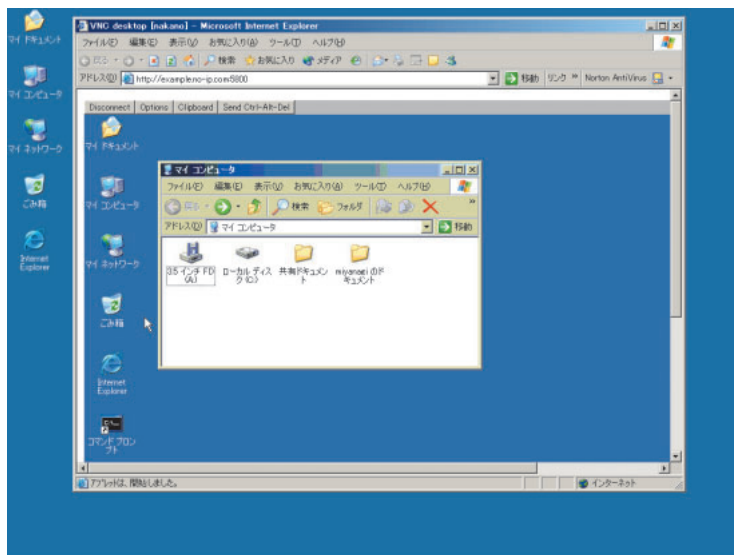 マイ ドキュメント
マイ コンピュータ
マイ ネットワーク
ごみ箱
Internet
Explorer
VNC desktop [nakano] - Microsoft Internet Explorer
ファイル(F) 編集(E) 表示(V) お気に入り(A) ツール(T) ヘルプ(H)
戻る 検索 お気に入り メディア
アドレス(D) http://example.no-ip.com:5800 移動 リンク » Norton AntiVirus
Disconnect Options Clipboard Send Ctrl-Alt-Del
マイ ドキュメント
マイ コンピュータ
マイ ネットワーク
ごみ箱
Internet
Explorer
コマンド プロン
プト
マイ コンピュータ
ファイル(F) 編集(E) 表示(V) お気に入り(A) ツール(T) ヘルプ(H)
戻る 検索 フォルダ »
アドレス(D) マイ コンピュータ 移動
3.5 インチ FD
(A:)
ローカル ディス
ク (C:)
共有ドキュメン
ト
miyanaei のド
キュメント
アプレットは、開始しました。 インターネット